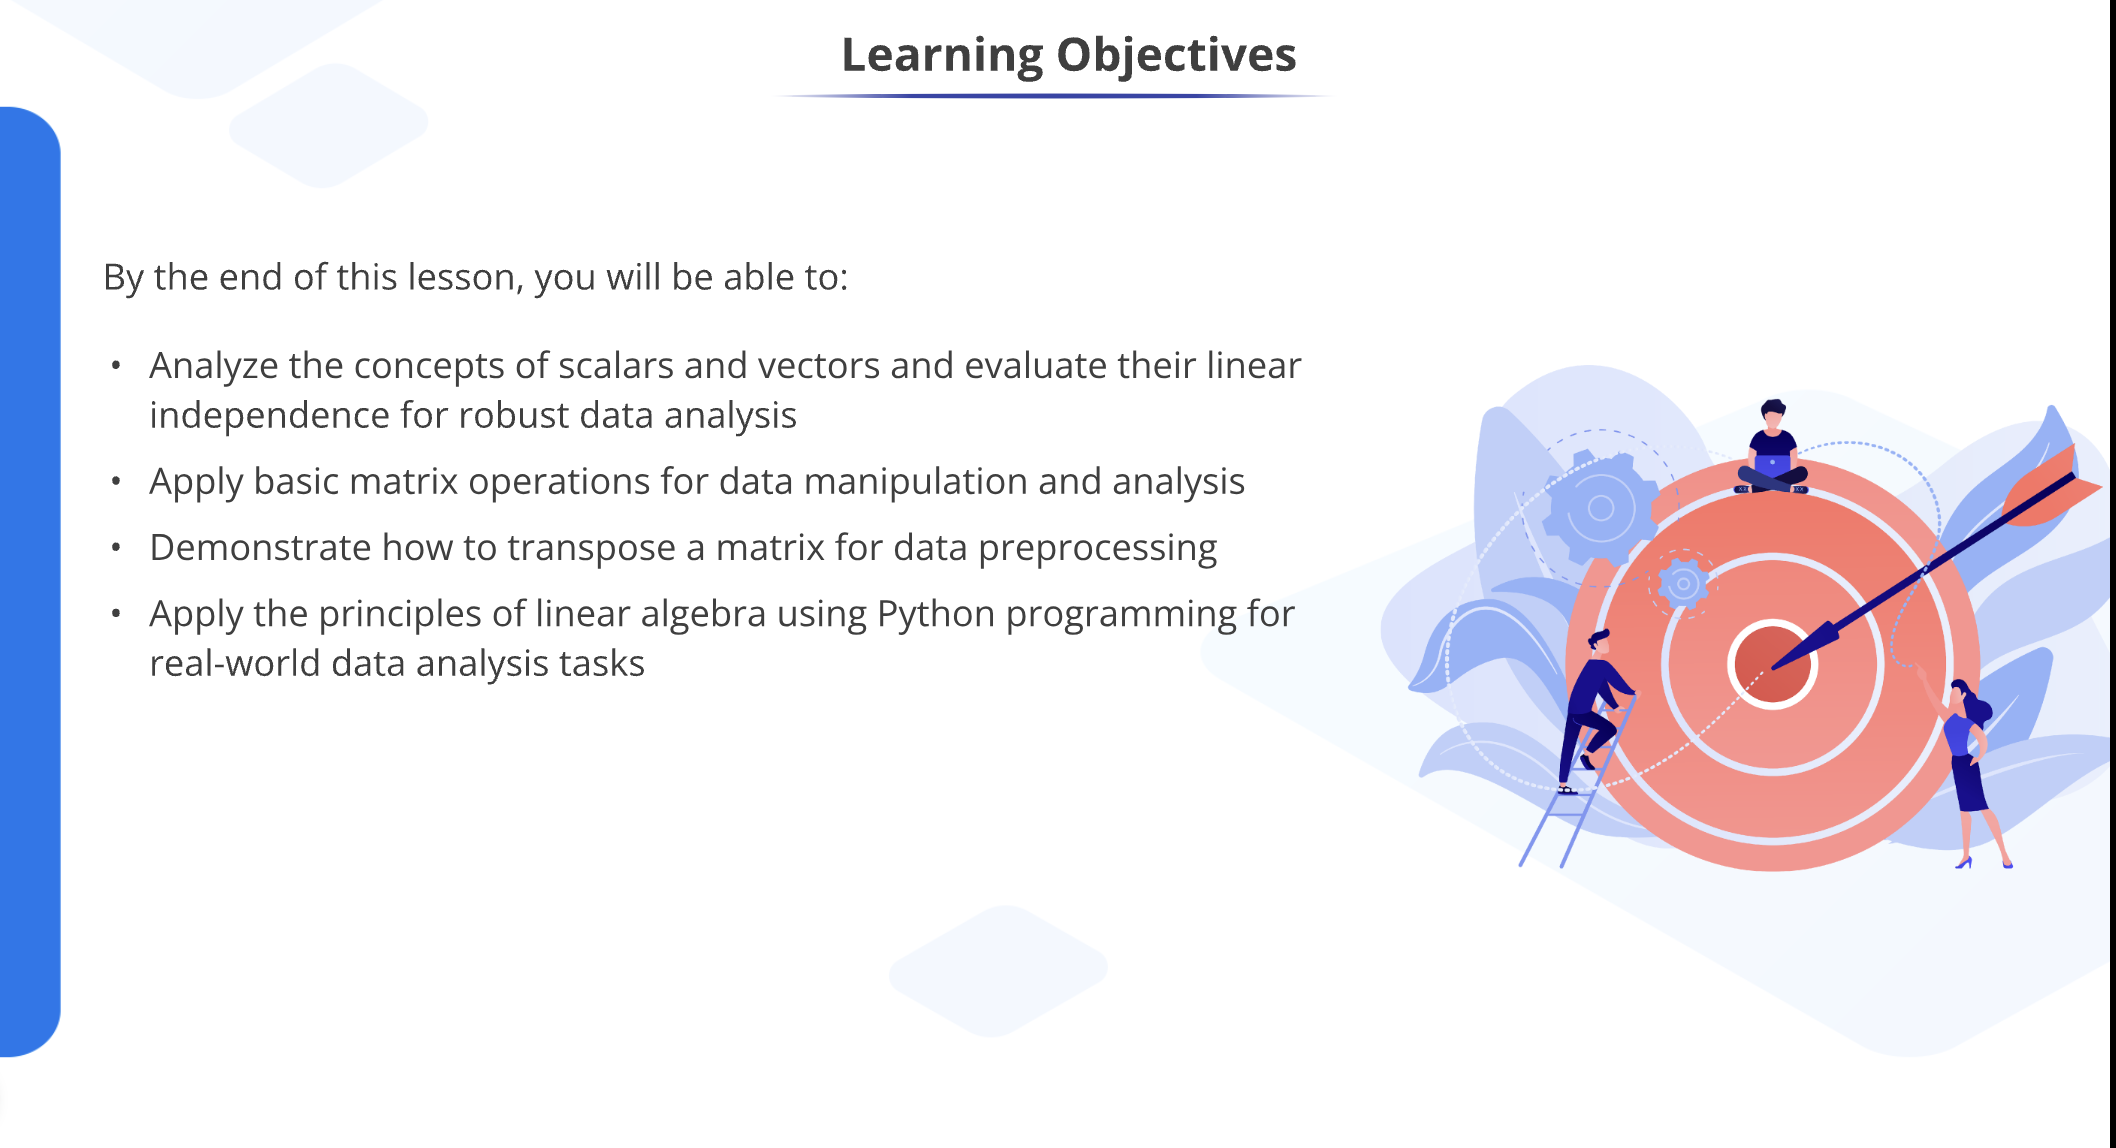 Learning Objectives
By the end of this lesson, you will be able to:
• Analyze the concepts of scalars and vectors and evaluate their linear
independence for robust data analysis
• Apply basic matrix operations for data manipulation and analysis
• Demonstrate how to transpose a matrix for data preprocessing
• Apply the principles of linear algebra using Python programming for
real-world data analysis tasks